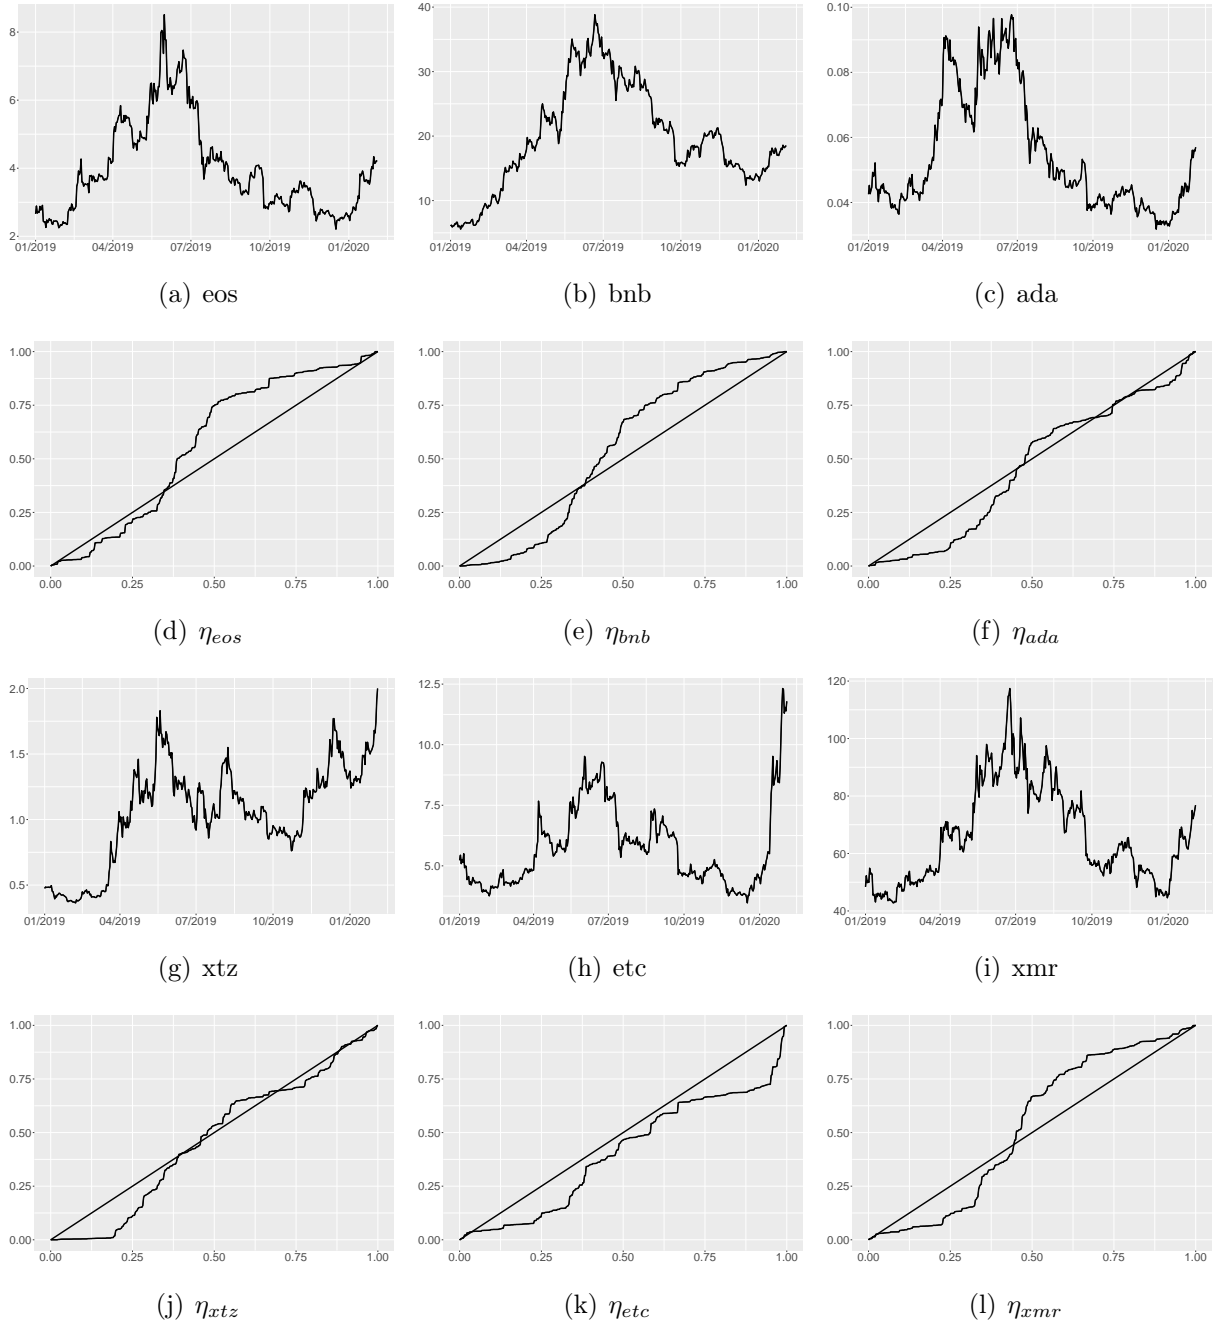 8
6
4
2
01/2019 04/2019 07/2019 10/2019 01/2020
(a) eos
40
30
20
10
01/2019 04/2019 07/2019 10/2019 01/2020
(b) bnb
0.10
0.08
0.06
0.04
01/2019 04/2019 07/2019 10/2019 01/2020
(c) ada
1.00
0.75
0.50
0.25
0.00
0.00 0.25 0.50 0.75 1.00
(d) η_eos
1.00
0.75
0.50
0.25
0.00
0.00 0.25 0.50 0.75 1.00
(e) η_bnb
1.00
0.75
0.50
0.25
0.00
0.00 0.25 0.50 0.75 1.00
(f) η_ada
2.0
1.5
1.0
0.5
01/2019 04/2019 07/2019 10/2019 01/2020
(g) xtz
12.5
10.0
7.5
5.0
01/2019 04/2019 07/2019 10/2019 01/2020
(h) etc
120
100
80
60
40
01/2019 04/2019 07/2019 10/2019 01/2020
(i) xmr
1.00
0.75
0.50
0.25
0.00
0.00 0.25 0.50 0.75 1.00
(j) η_xtz
1.00
0.75
0.50
0.25
0.00
0.00 0.25 0.50 0.75 1.00
(k) η_etc
1.00
0.75
0.50
0.25
0.00
0.00 0.25 0.50 0.75 1.00
(l) η_xmr